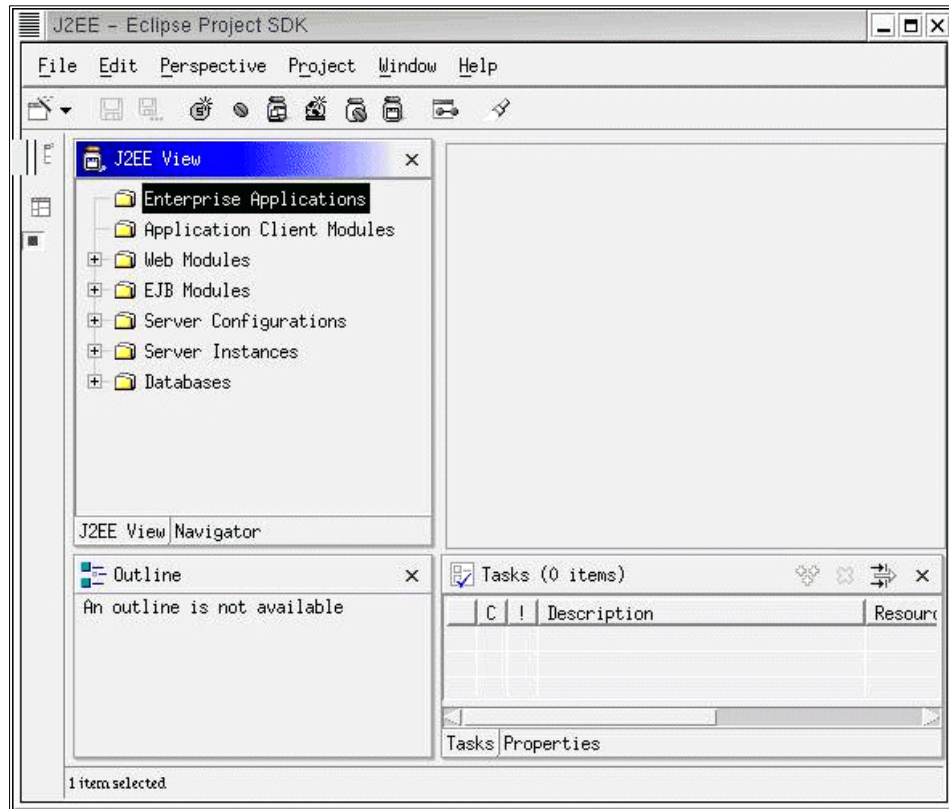 J2EE – Eclipse Project SDK
File Edit Perspective Project Window Help
J2EE View
Enterprise Applications
Application Client Modules
Web Modules
EJB Modules
Server Configurations
Server Instances
Databases
J2EE View Navigator
Outline
An outline is not available
Tasks (0 items)
C ! Description Resourc
Tasks Properties
1 item selected